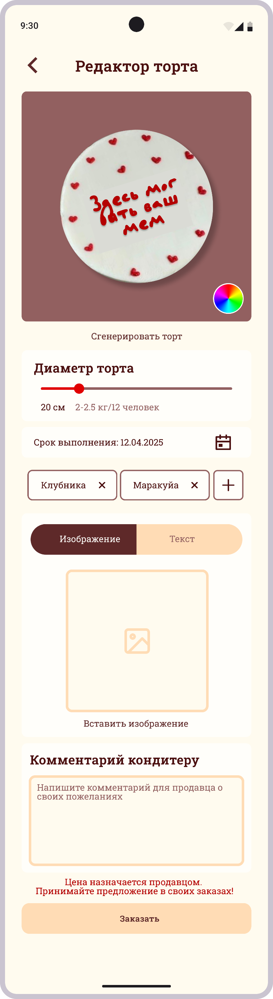 9:30
Редактор торта
Здесь мог
ваш
мем
Сгенерировать торт
Диаметр торта
20 см 2-2.5 кг/12 человек
Срок выполнения: 12.04.2025
Клубника Маракуйа
Изображение Текст
Вставить изображение
Комментарий кондитеру
Напишите комментарий для продавца о
своих пожеланиях
Цена назначается продавцом.
Принимайте предложение в своих заказах!
Заказать